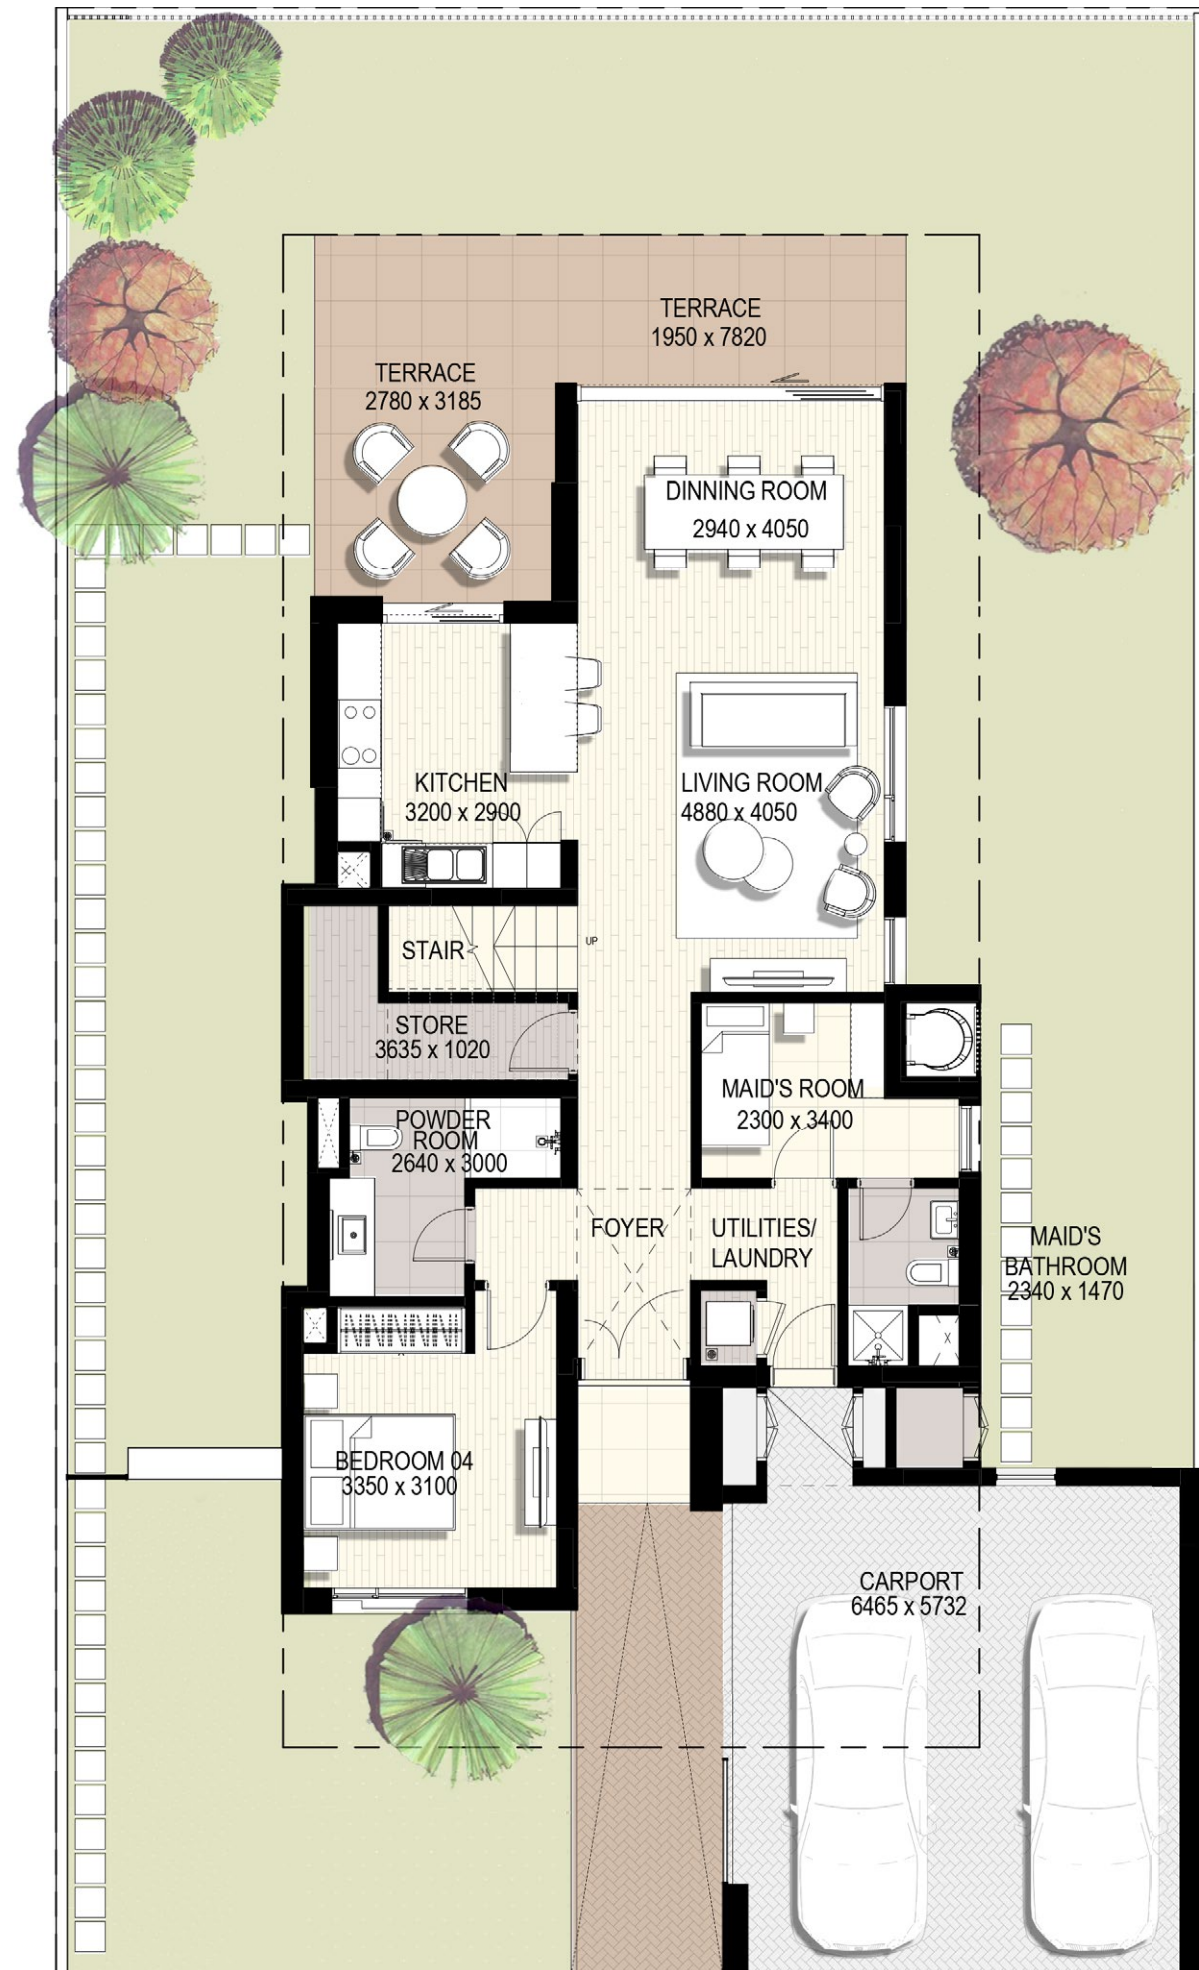 TERRACE
1950 x 7820
TERRACE
2780 x 3185
DINNING ROOM
2940 x 4050
KITCHEN
3200 x 2900
LIVING ROOM
4880 x 4050
STAIR
UP
STORE
3635 x 1020
MAID'S ROOM
2300 x 3400
POWDER
ROOM
2640 x 3000
FOYER
UTILITIES/
LAUNDRY
MAID'S
BATHROOM
2340 x 1470
BEDROOM 04
3350 x 3100
CARPORT
6465 x 5732